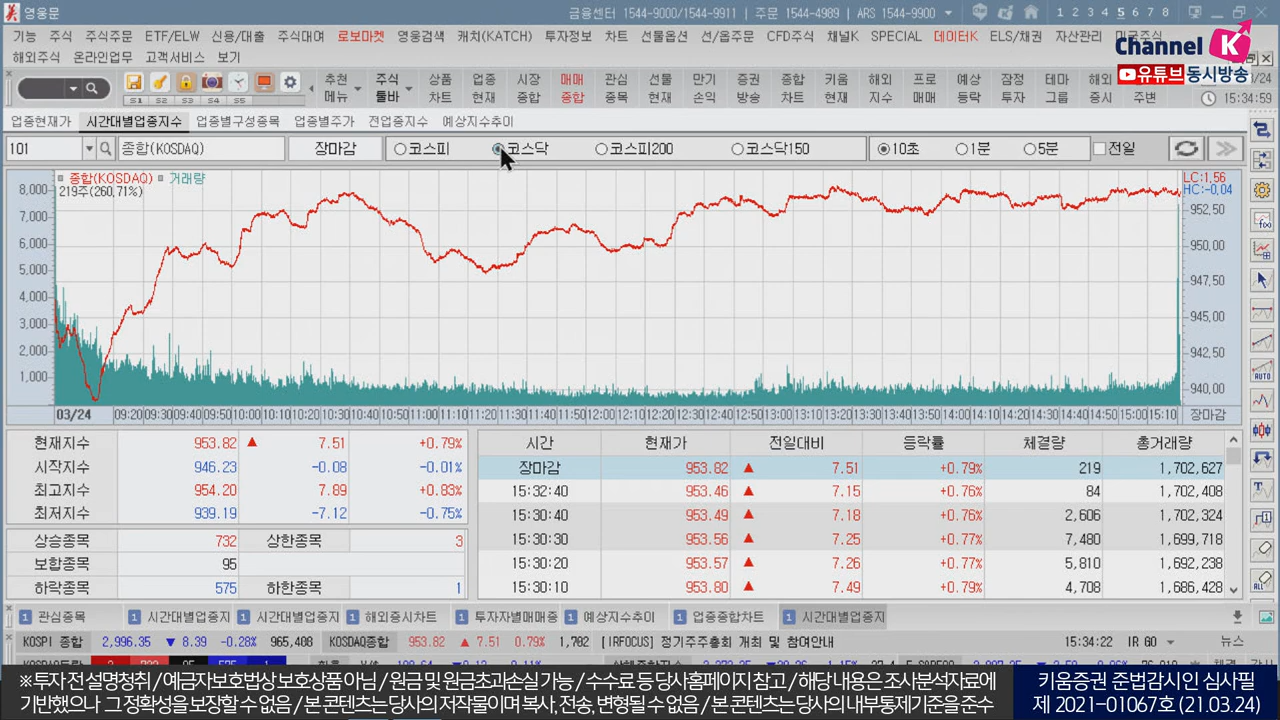 영웅문 금융센터 1544-9000/1544-9911 | 주문 1544-4989 | ARS 1544-9900 1 2 3 4 5 6 7 8
기능 주식 주식주문 ETF/ELW 신용/대출 주식대여 로보마켓 영웅검색 캐치(KATCH) 투자정보 차트 선물옵션 선/옵주문 CFD주식 채널K SPECIAL 데이터K ELS/채권 자산관리
해외주식 온라인업무 고객서비스 보기
Channel K
유튜브동시방송
S1 S2 S3 S4 S5
추천 메뉴 주식 툴바 상품 차트 업종 현재 시장 종합 매매 종합 관심 종목 선물 현재 만기 손익 증권 방송 종합 차트 키움 현재 해외 지수 프로 매매 예상 등락 잠정 투자 테마 그룹 해외 증시 주변
14:34:59
업종현재가 시간대별업종지수 업종별구성종목 업종별주가 전업종지수 예상지수추이
101 종합(KOSDAQ) 장마감 코스피 코스닥 코스피200 코스닥150 10초 1분 5분 전일
종합(KOSDAQ) 거래량 LC:1,56
219주(260,71%) HC:-0,04
8,000 952,50
7,000
6,000 950,00
5,000 947,50
4,000
3,000 945,00
2,000 942,50
1,000 940,00
03/24 09:20 09:30 09:40 09:50 10:00 10:10 10:20 10:30 10:40 10:50 11:00 11:10 11:20 11:30 11:40 11:50 12:00 12:10 12:20 12:30 12:40 12:50 13:00 13:10 13:20 13:30 13:40 13:50 14:00 14:10 14:20 14:30 14:40 14:50 15:00 15:10 장마감
현재지수 953.82 ▲ 7.51 +0.79%
시작지수 946.23 -0.08 -0.01%
최고지수 954.20 7.89 +0.83%
최저지수 939.19 -7.12 -0.75%
상승종목 732 상한종목 3
보합종목 95
하락종목 575 하한종목 1
시간 현재가 전일대비 등락률 체결량 총거래량
장마감 953.82 ▲ 7.51 +0.79% 219 1,702,627
15:32:40 953.46 ▲ 7.15 +0.76% 84 1,702,408
15:30:40 953.49 ▲ 7.18 +0.76% 2,606 1,702,324
15:30:30 953.56 ▲ 7.25 +0.77% 7,480 1,699,718
15:30:20 953.57 ▲ 7.26 +0.77% 5,810 1,692,238
15:30:10 953.80 ▲ 7.49 +0.79% 4,708 1,686,428
관심종목 1 시간대별업종지 1 시간대별업종지 1 해외증시차트 1 투자자별매매종 1 예상지수추이 1 업종종합차트 1 시간대별업종지
KOSPI 종합 2,996.35 ▼ 8.39 -0.28% 965,408 KOSDAQ종합 953.82 ▲ 7.51 0.79% 1,702 [IRFOCUS] 정기주주총회 개최 및 참여안내 15:34:22 IR GO 뉴스
※ 투자 전 설명청취 / 예금자보호법상 보호상품 아님 / 원금 및 원금초과손실 가능 / 수수료 등 당사홈페이지 참고 / 해당 내용은 조사분석자료에
기반했으나 그 정확성을 보장할 수 없음 / 본 콘텐츠는 당사의 저작물이며 복사, 전송, 변형될 수 없음 / 본 콘텐츠는 당사의 내부통제기준을 준수
키움증권 준법감시인 심사필
제 2021-01067호 (21.03.24)